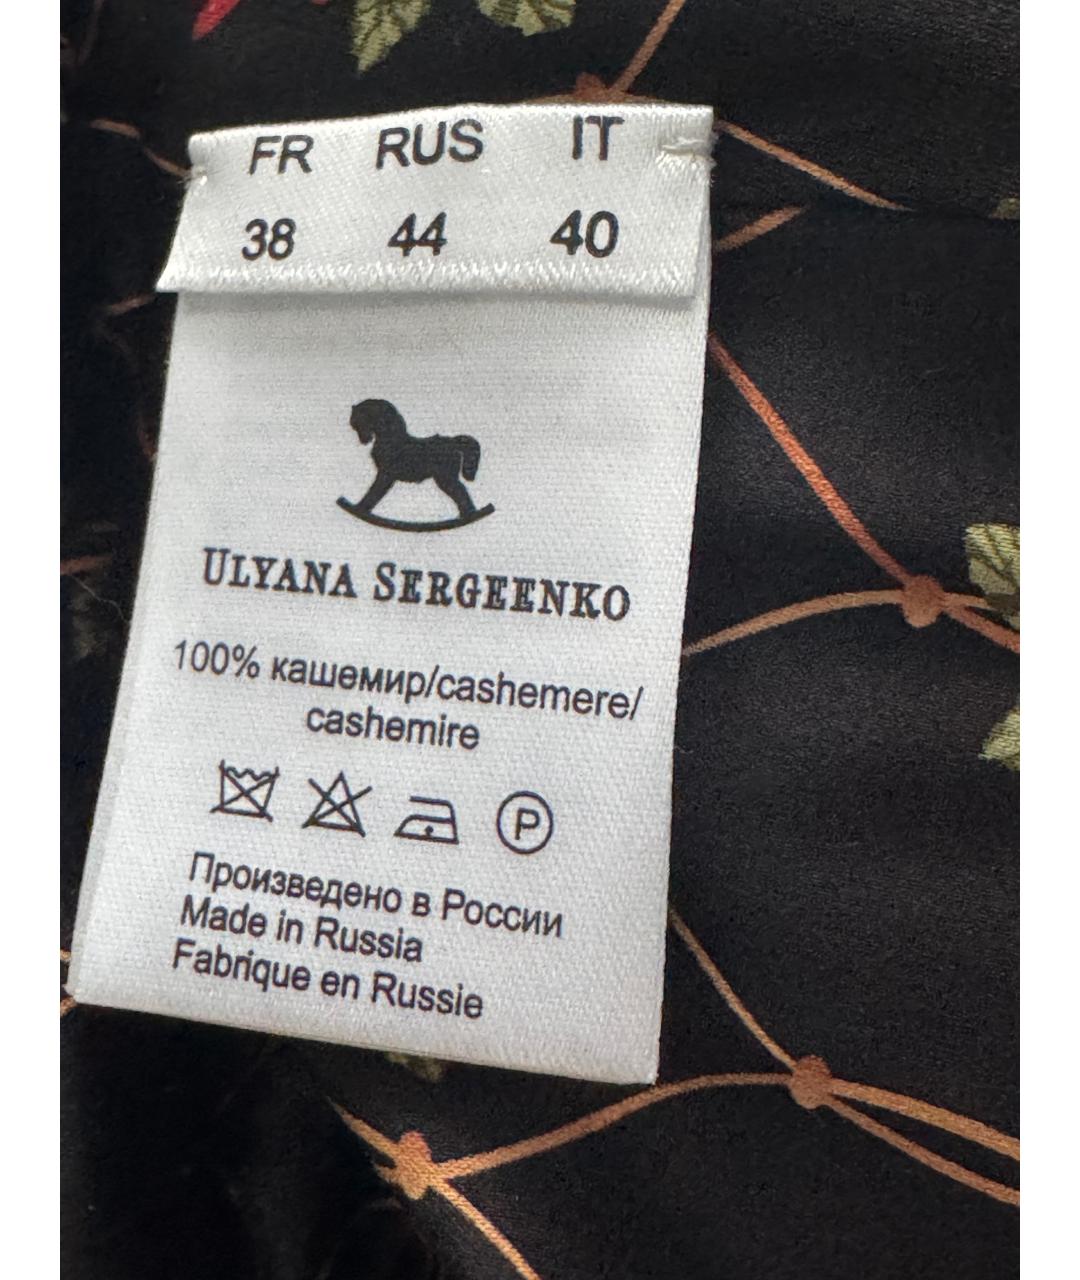 FR RUS IT
38 44 40
ULYANA SERGEENKO
100% кашемир/cashemere/
cashemire
P
Произведено в России
Made in Russia
Fabrique en Russie